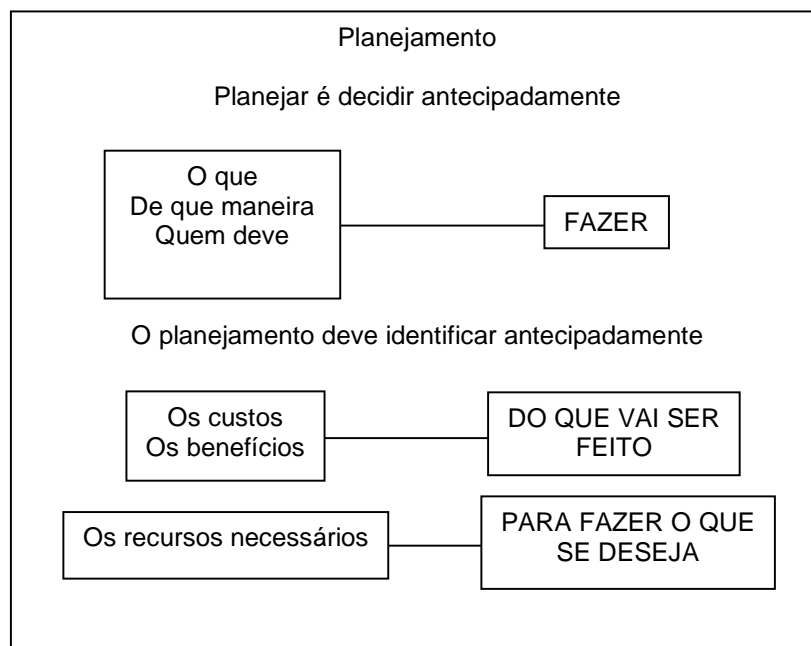 Planejamento
Planejar é decidir antecipadamente
O que
De que maneira
Quem deve
FAZER
O planejamento deve identificar antecipadamente
Os custos
Os benefícios
DO QUE VAI SER
FEITO
Os recursos necessários
PARA FAZER O QUE
SE DESEJA